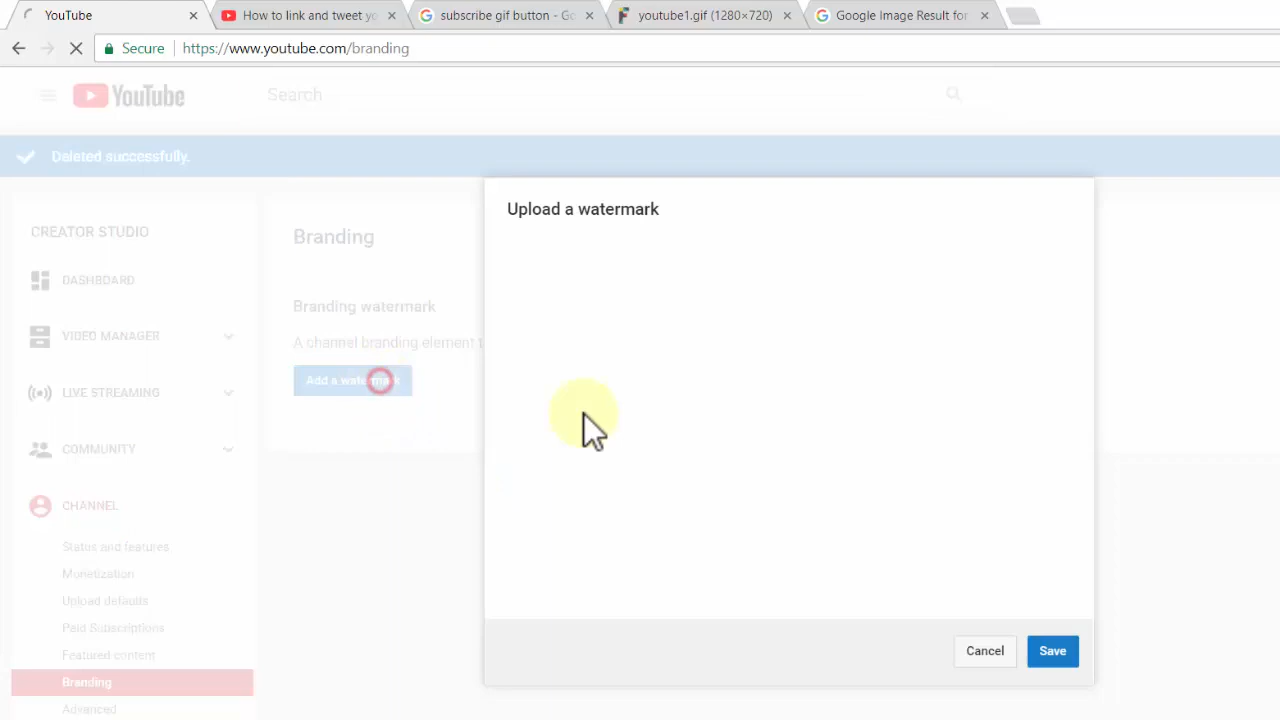 YouTube
How to link and tweet yo
subscribe gif button - Go
youtube1.gif (1280×720)
Google Image Result for
Secure
https://www.youtube.com/branding
YouTube
Search
Deleted successfully.
Upload a watermark
CREATOR STUDIO
DASHBOARD
VIDEO MANAGER
LIVE STREAMING
COMMUNITY
CHANNEL
Status and features
Monetization
Upload defaults
Paid Subscriptions
Featured content
Branding
Advanced
Branding
Branding watermark
A channel branding element
Add a watermark
Cancel
Save